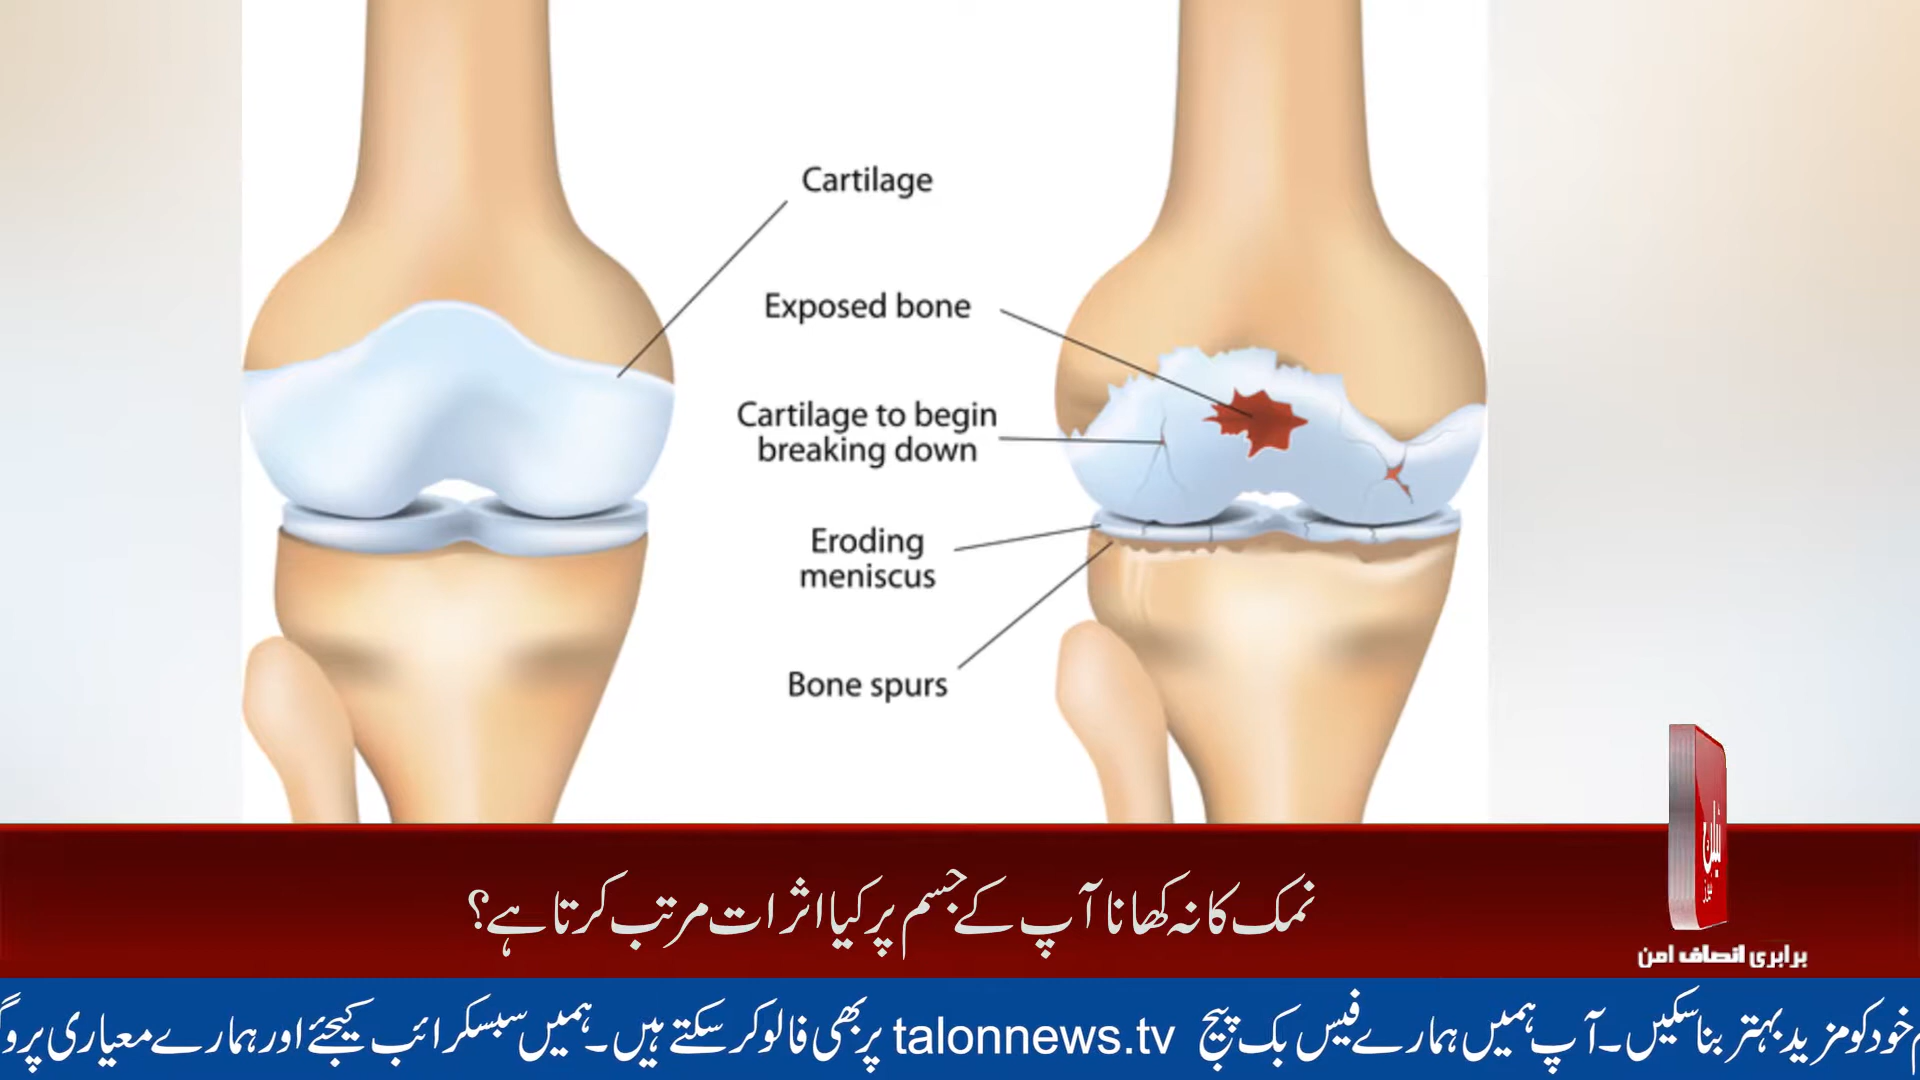 Cartilage
Exposed bone
Cartilage to begin
breaking down
Eroding
meniscus
Bone spurs
نمک کا نہ کھانا آپ کے جسم پر کیا اثرات مرتب کرتا ہے؟
نیوز
برابری انصاف امن
خود کو مزید بہتر بنا سکیں۔ آپ ہمیں ہمارے فیس بک پیج talonnews.tv پر بھی فالو کر سکتے ہیں۔ ہمیں سبسکرائب کیجئے اور ہمارے معیاری